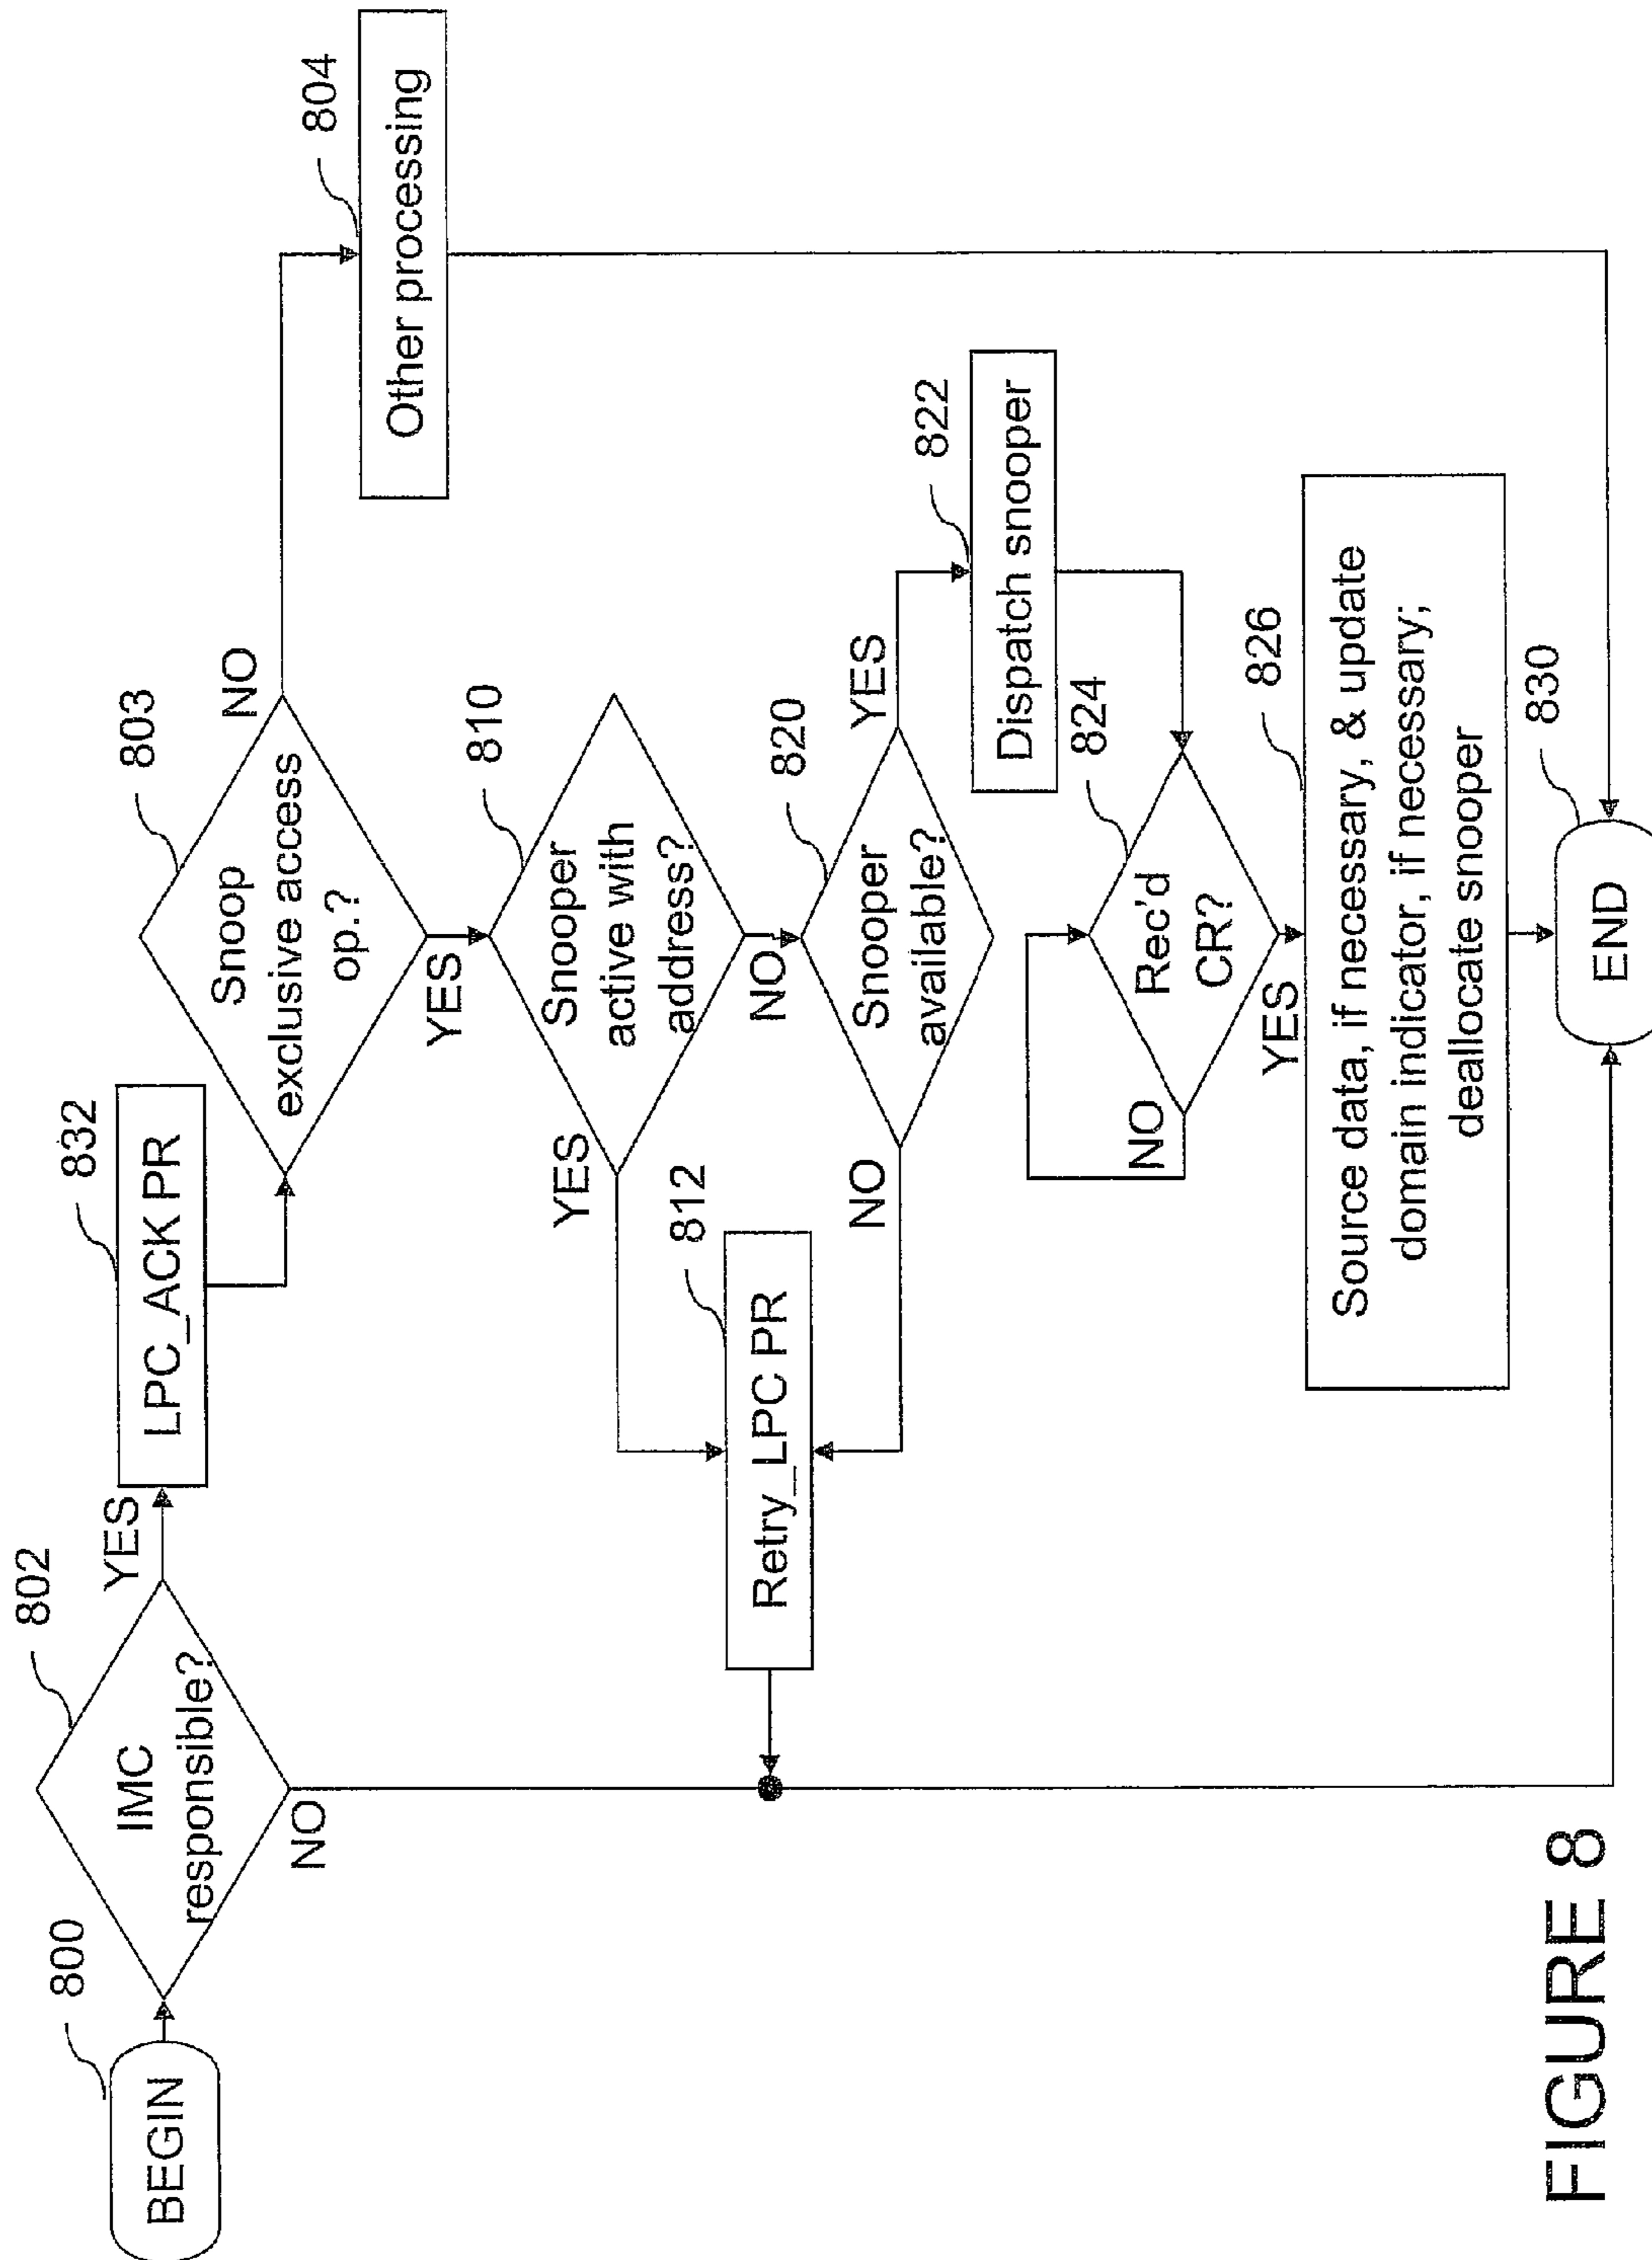 800
BEGIN
802
IMC
responsible?
YES
NO
832
LPC_ACK PR
803
Snoop
exclusive access
op.?
NO
YES
804
Other processing
810
Snooper
active with
address?
YES
NO
812
Retry_LPC PR
820
Snooper
available?
NO
YES
822
Dispatch snooper
824
Rec'd
CR?
NO
YES
826
Source data, if necessary, & update
domain indicator, if necessary;
deallocate snooper
830
END
FIGURE 8